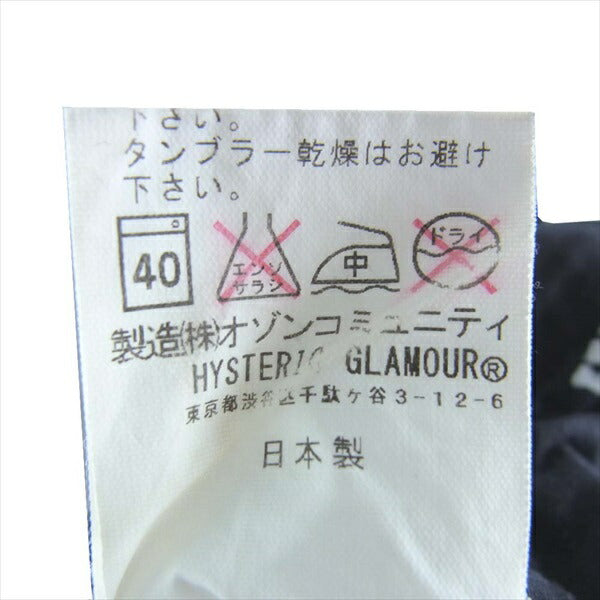 下さい。
タンブラー乾燥はお避け
下さい。
40 エンソ サラシ 中 ドライ
製造(株)オゾンコミュニティ
HYSTERIC GLAMOUR®
東京都渋谷区千駄ヶ谷3-12-6
日本製